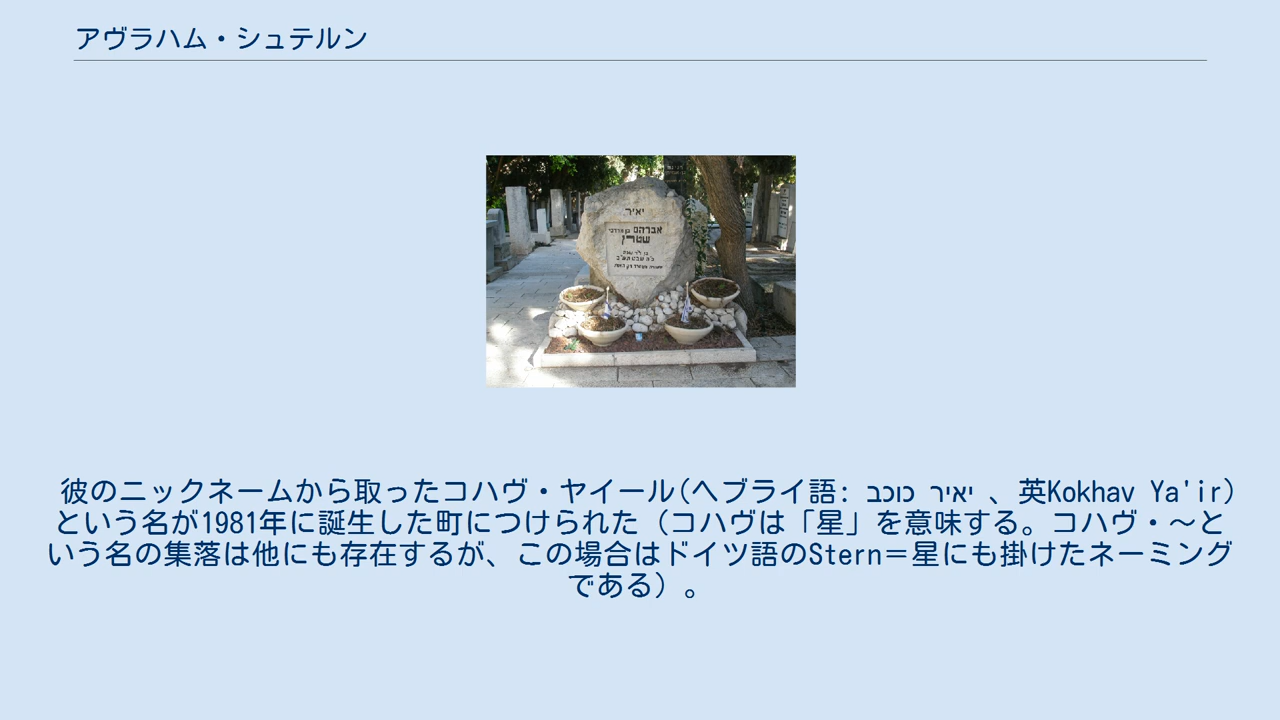 アヴラハム・シュテルン
יאיר
אברהם בן מרדכי
שטרן
彼のニックネームから取ったコハヴ・ヤイール(ヘブライ語: יאיר כוכב 、英Kokhav Ya'ir)
という名が1981年に誕生した町につけられた（コハヴは「星」を意味する。コハヴ・～と
いう名の集落は他にも存在するが、この場合はドイツ語のStern＝星にも掛けたネーミング
である）。